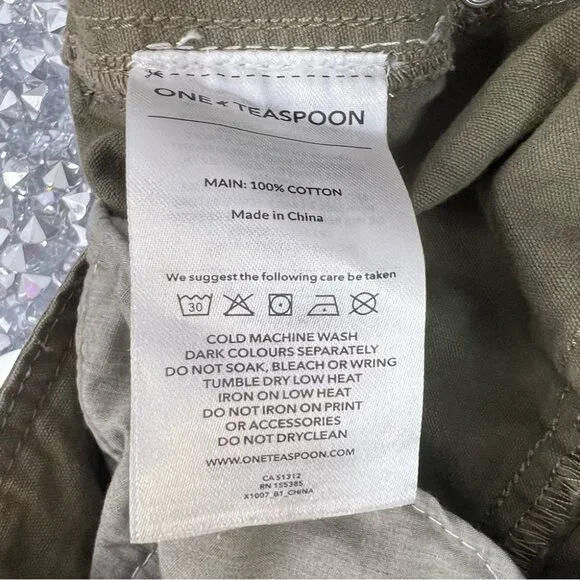 ONE TEASPOON
MAIN: 100% COTTON
Made in China
We suggest the following care be taken
30
COLD MACHINE WASH
DARK COLOURS SEPARATELY
DO NOT SOAK, BLEACH OR WRING
TUMBLE DRY LOW HEAT
IRON ON LOW HEAT
DO NOT IRON ON PRINT
OR ACCESSORIES
DO NOT DRYCLEAN
WWW.ONETEASPOON.COM
CA 51312
RN 155385
X1007_B1_CHINA